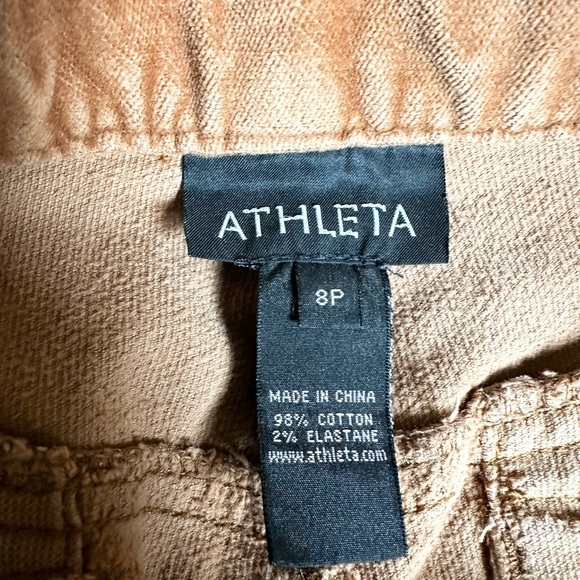 ATHLETA
8P
MADE IN CHINA
98% COTTON
2% ELASTANE
www.athleta.com